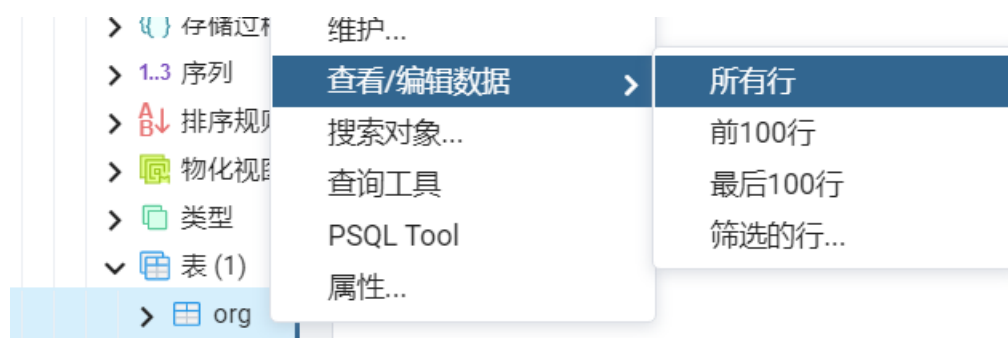 存储过
维护...
1..3 序列
查看/编辑数据
所有行
排序规
搜索对象...
前100行
物化视
查询工具
最后100行
类型
PSQL Tool
筛选的行...
表 (1)
属性...
org